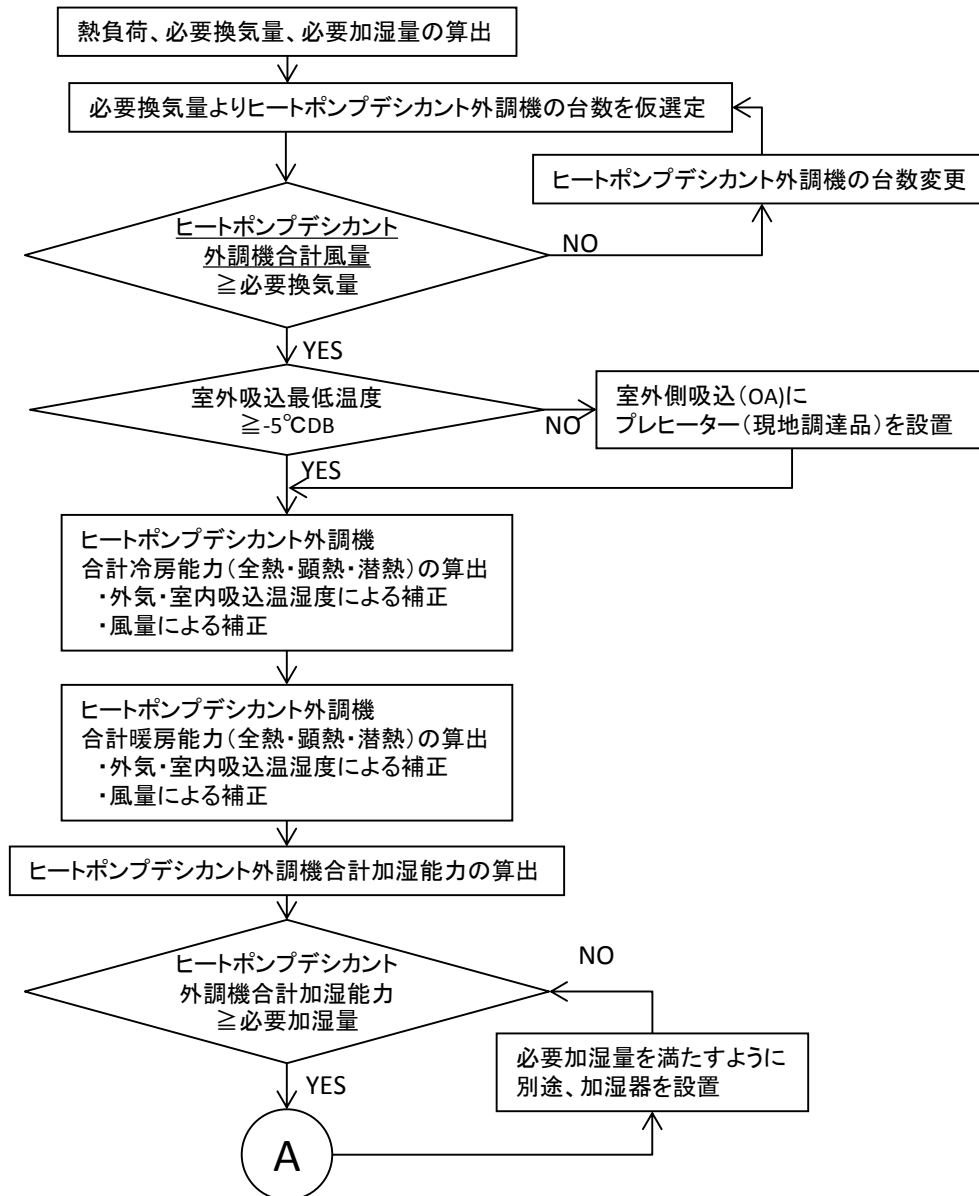 熱負荷、必要換気量、必要加湿量の算出
必要換気量よりヒートポンプデシカント外調機の台数を仮選定
ヒートポンプデシカント外調機の台数変更
ヒートポンプデシカント
外調機合計風量
≧必要換気量
NO
YES
室外吸込最低温度
≧-5℃DB
NO
室外側吸込(OA)に
プレヒーター(現地調達品)を設置
YES
ヒートポンプデシカント外調機
合計冷房能力(全熱・顕熱・潜熱)の算出
・外気・室内吸込温湿度による補正
・風量による補正
ヒートポンプデシカント外調機
合計暖房能力(全熱・顕熱・潜熱)の算出
・外気・室内吸込温湿度による補正
・風量による補正
ヒートポンプデシカント外調機合計加湿能力の算出
ヒートポンプデシカント
外調機合計加湿能力
≧必要加湿量
NO
必要加湿量を満たすように
別途、加湿器を設置
YES
A